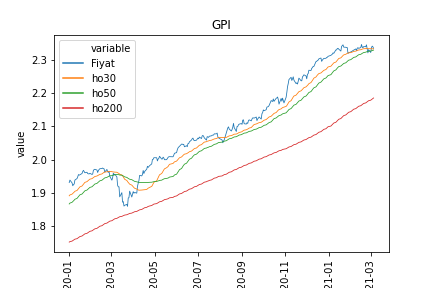 GPI
variable
Fiyat
ho30
ho50
ho200
value
2.3
2.2
2.1
2.0
1.9
1.8
20-01
20-03
20-05
20-07
20-09
20-11
21-01
21-03